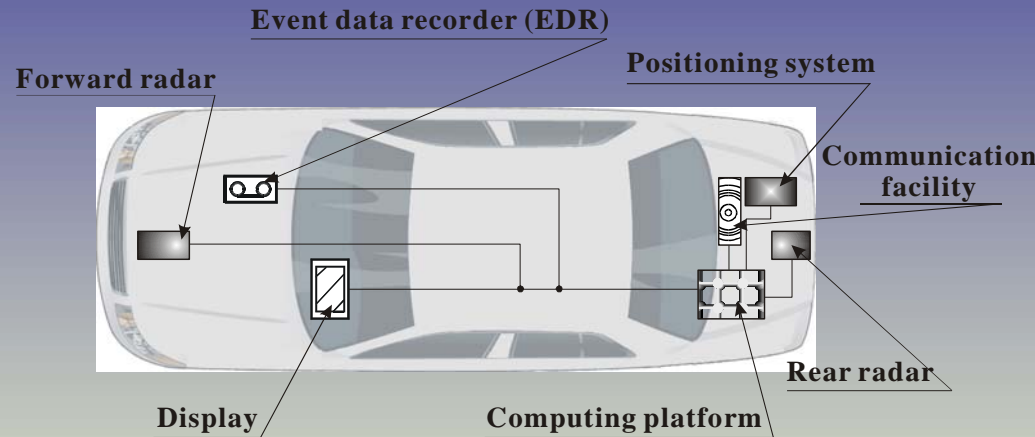 Event data recorder (EDR)
Forward radar
Positioning system
Communication
facility
Rear radar
Display
Computing platform